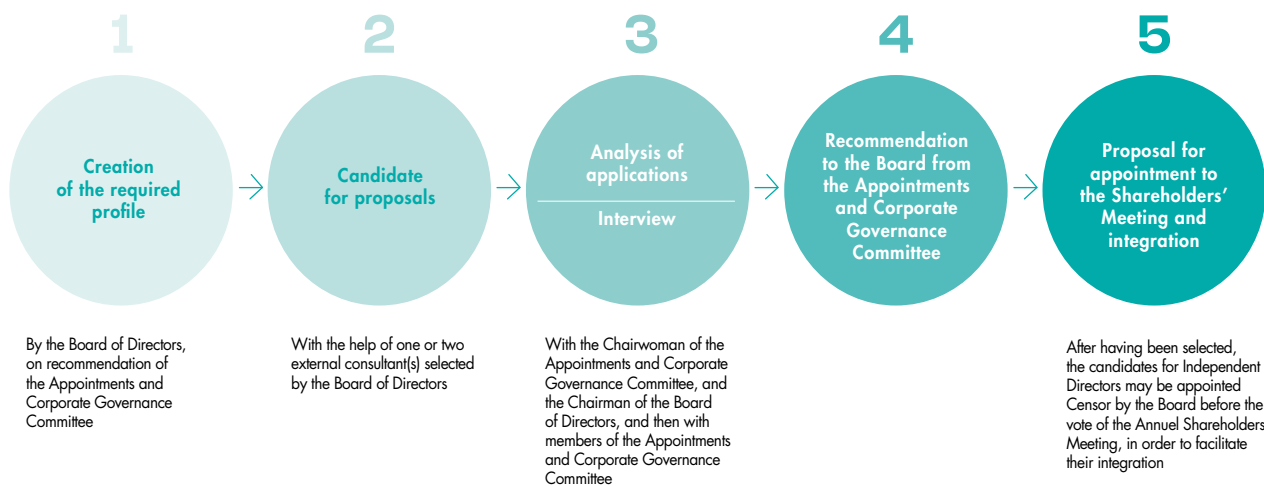 1
Creation
of the required
profile
By the Board of Directors,
on recommendation of
the Appointments and
Corporate Governance
Committee
2
Candidate
for proposals
With the help of one or two
external consultant(s) selected
by the Board of Directors
3
Analysis of
applications
Interview
With the Chairwoman of the
Appointments and Corporate
Governance Committee, and
the Chairman of the Board
of Directors, and then with
members of the Appointments
and Corporate Governance
Committee
4
Recommendation
to the Board from
the Appointments
and Corporate
Governance
Committee
5
Proposal for
appointment to
the Shareholders’
Meeting and
integration
After having been selected,
the candidates for Independent
Directors may be appointed
Censor by the Board before the
vote of the Annuel Shareholders
Meeting, in order to facilitate
their integration